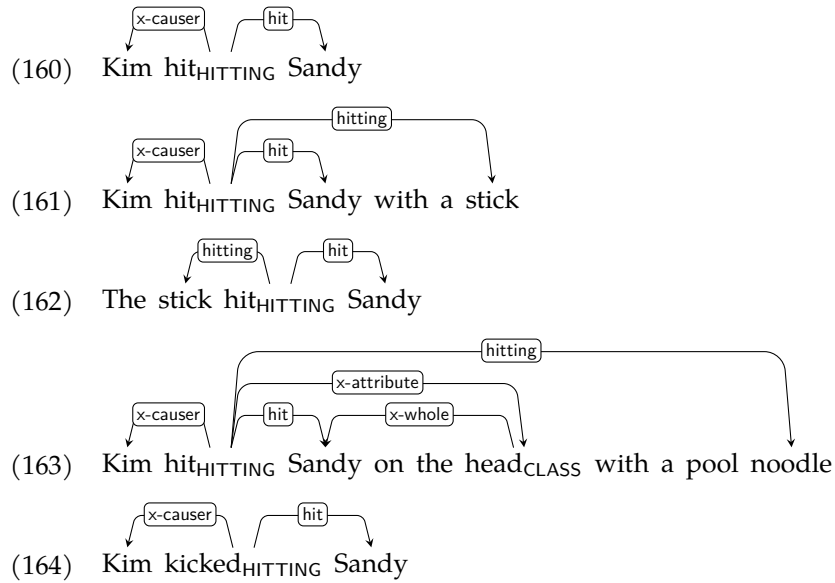 x-causer hit
(160) Kim hitHITTING Sandy
hitting
x-causer hit
(161) Kim hitHITTING Sandy with a stick
hitting hit
(162) The stick hitHITTING Sandy
hitting
x-attribute
x-causer hit x-whole
(163) Kim hitHITTING Sandy on the headCLASS with a pool noodle
x-causer hit
(164) Kim kickedHITTING Sandy